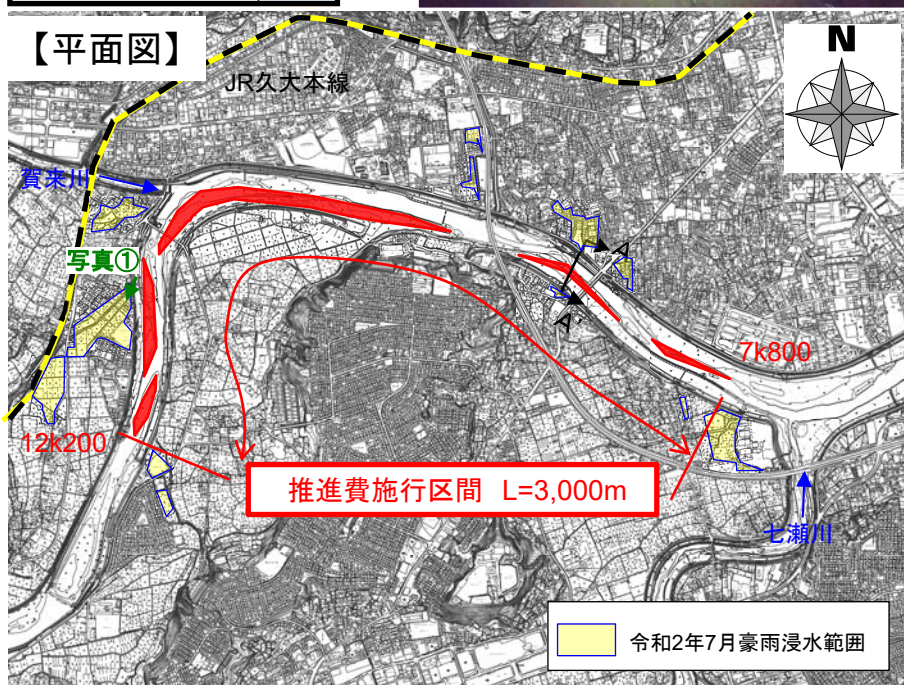 【平面図】
N
JR久大本線
賀来川
写真①
A
A'
7k800
12k200
推進費施行区間 L=3,000m
七瀬川
令和2年7月豪雨浸水範囲